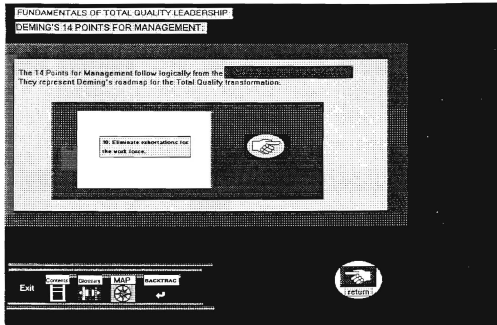 FUNDAMENTALS OF TOTAL QUALITY LEADERSHIP:
DEMING'S 14 POINTS FOR MANAGEMENT:
The 14 Points for Management follow logically from the
They represent Deming's roadmap for the Total Quality transformation.
10: Eliminate exhortations for
the work force.
Exit
Contents
Glossary
MAP
BACKTRAC
return